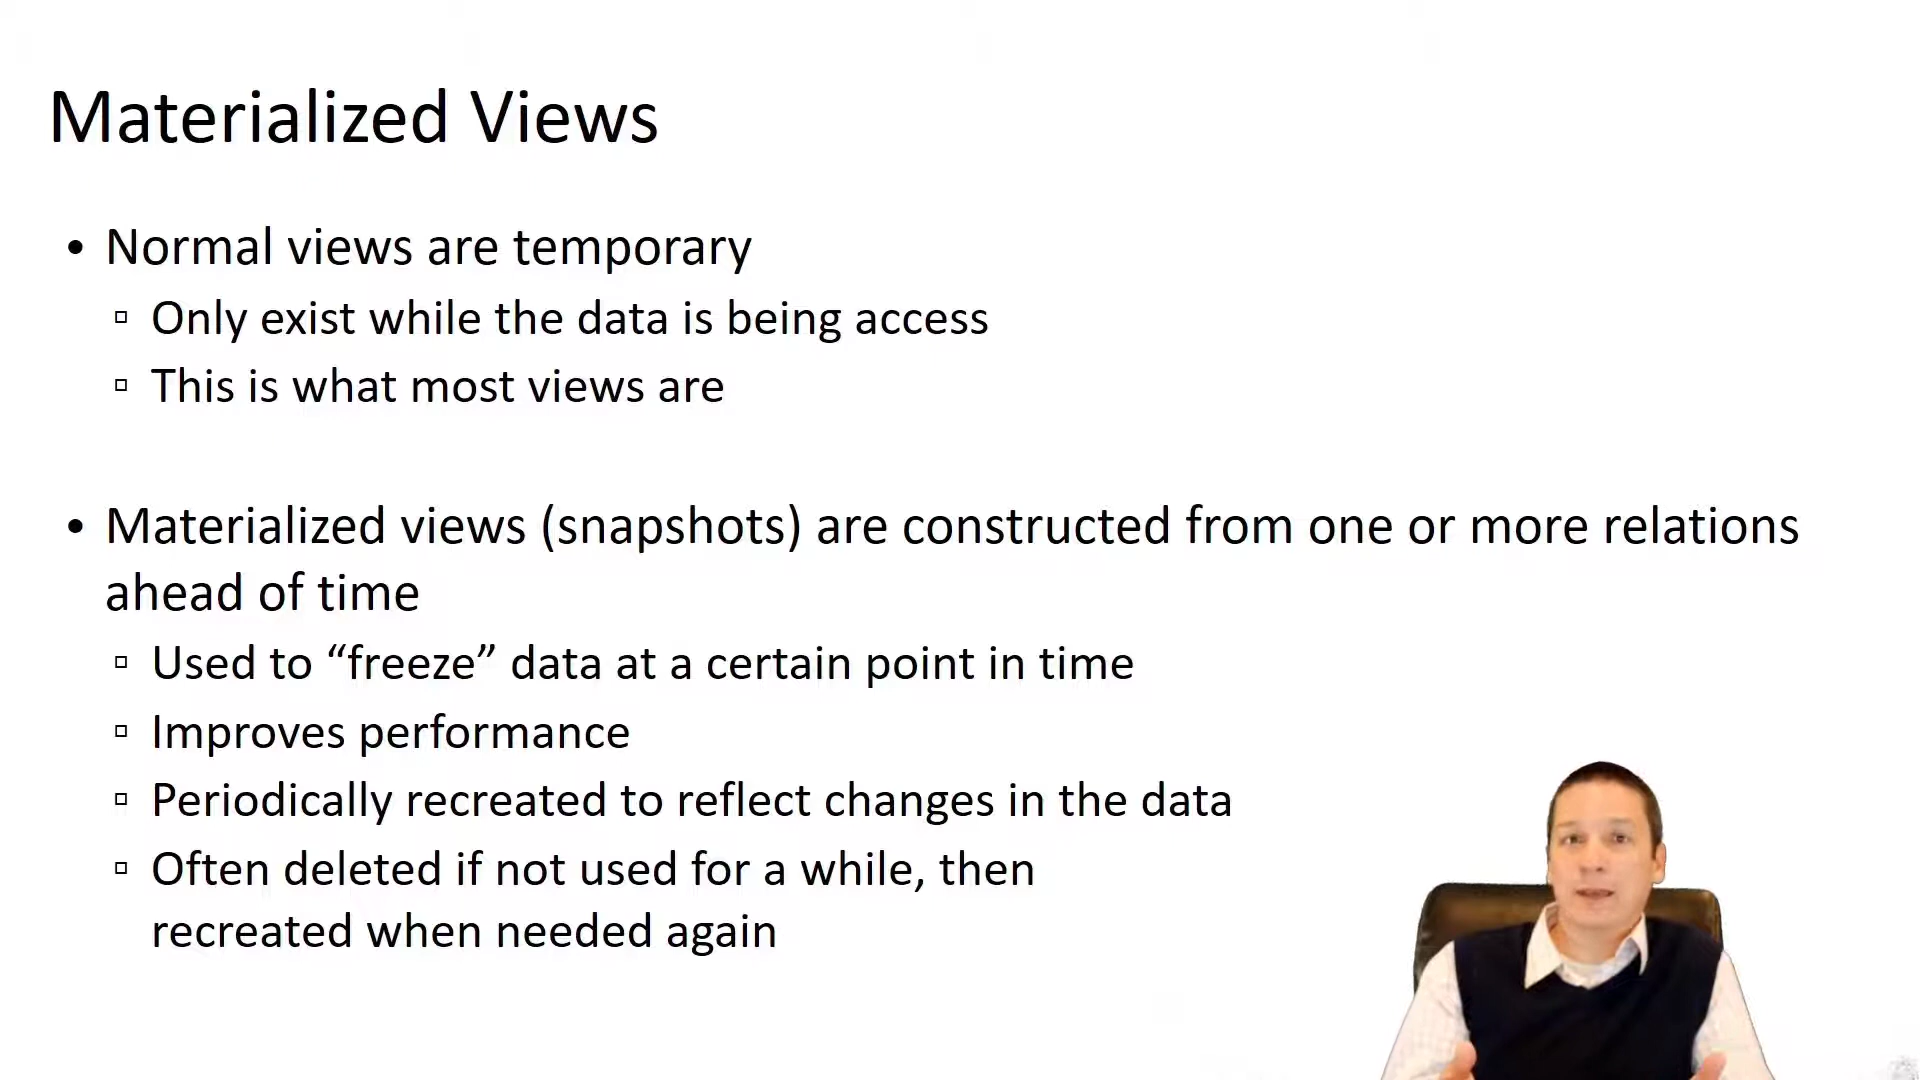 Materialized Views
• Normal views are temporary
▫ Only exist while the data is being access
▫ This is what most views are
• Materialized views (snapshots) are constructed from one or more relations
ahead of time
▫ Used to “freeze” data at a certain point in time
▫ Improves performance
▫ Periodically recreated to reflect changes in the data
▫ Often deleted if not used for a while, then
recreated when needed again